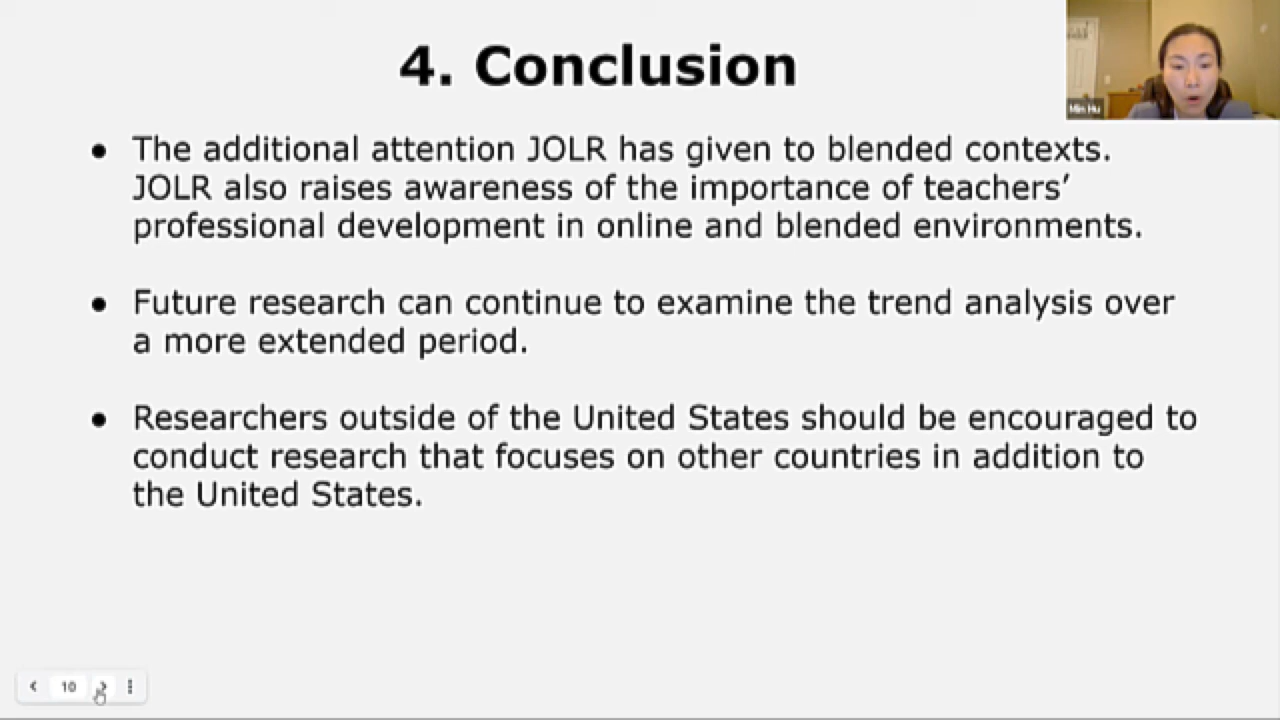 4. Conclusion
● The additional attention JOLR has given to blended contexts.
JOLR also raises awareness of the importance of teachers’
professional development in online and blended environments.
● Future research can continue to examine the trend analysis over
a more extended period.
● Researchers outside of the United States should be encouraged to
conduct research that focuses on other countries in addition to
the United States.
Min Hu
10